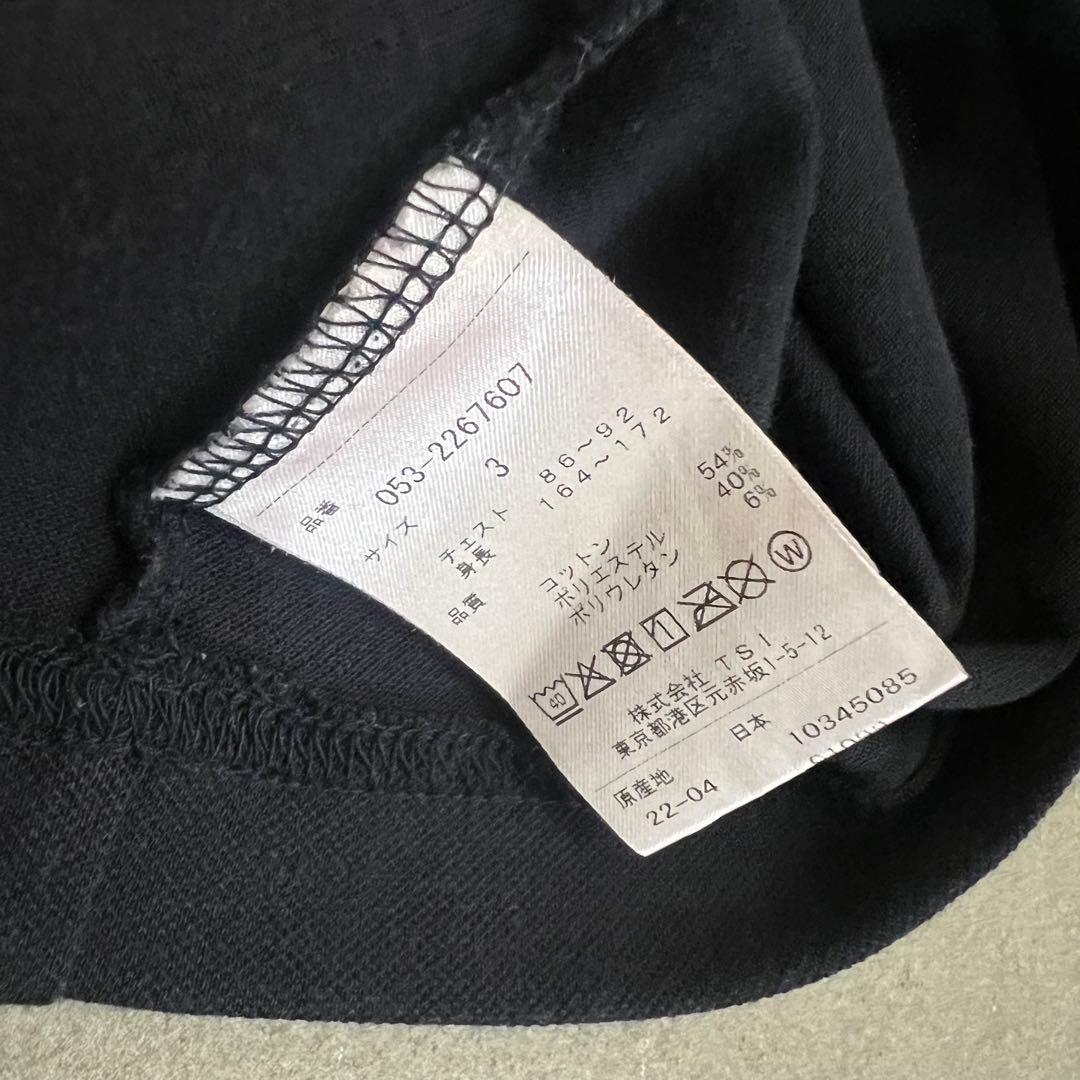 品番 053-2267607
サイズ 3
チェスト 86〜92
身長 164〜172
品質 コットン 54%
ポリエステル 40%
ポリウレタン 6%
40 W
株式会社 TSI
東京都港区元赤坂1-5-12
原産地 日本 10345085
22-04